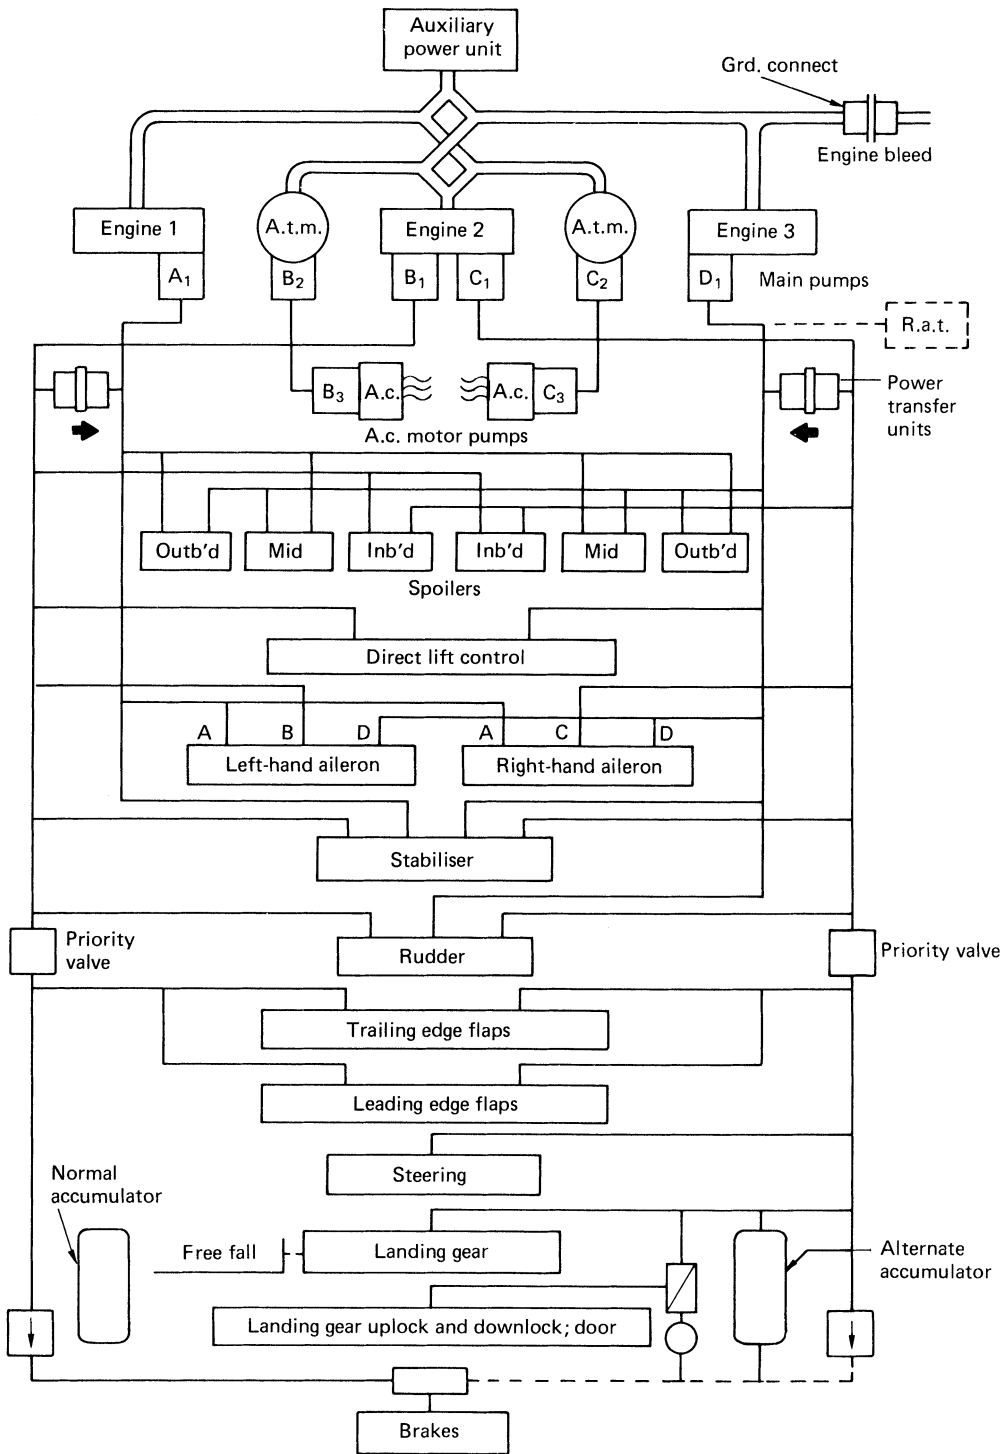 Auxiliary
power unit
Grd. connect
Engine bleed
Engine 1
A.t.m.
Engine 2
A.t.m.
Engine 3
A₁
B₂
B₁
C₁
C₂
D₁
Main pumps
R.a.t.
B₃
A.c.
A.c.
C₃
Power
transfer
units
A.c. motor pumps
Outb'd
Mid
Inb'd
Inb'd
Mid
Outb'd
Spoilers
Direct lift control
A
B
D
A
C
D
Left-hand aileron
Right-hand aileron
Stabiliser
Priority
valve
Rudder
Priority valve
Trailing edge flaps
Leading edge flaps
Steering
Normal
accumulator
Free fall
Landing gear
Alternate
accumulator
Landing gear uplock and downlock; door
Brakes